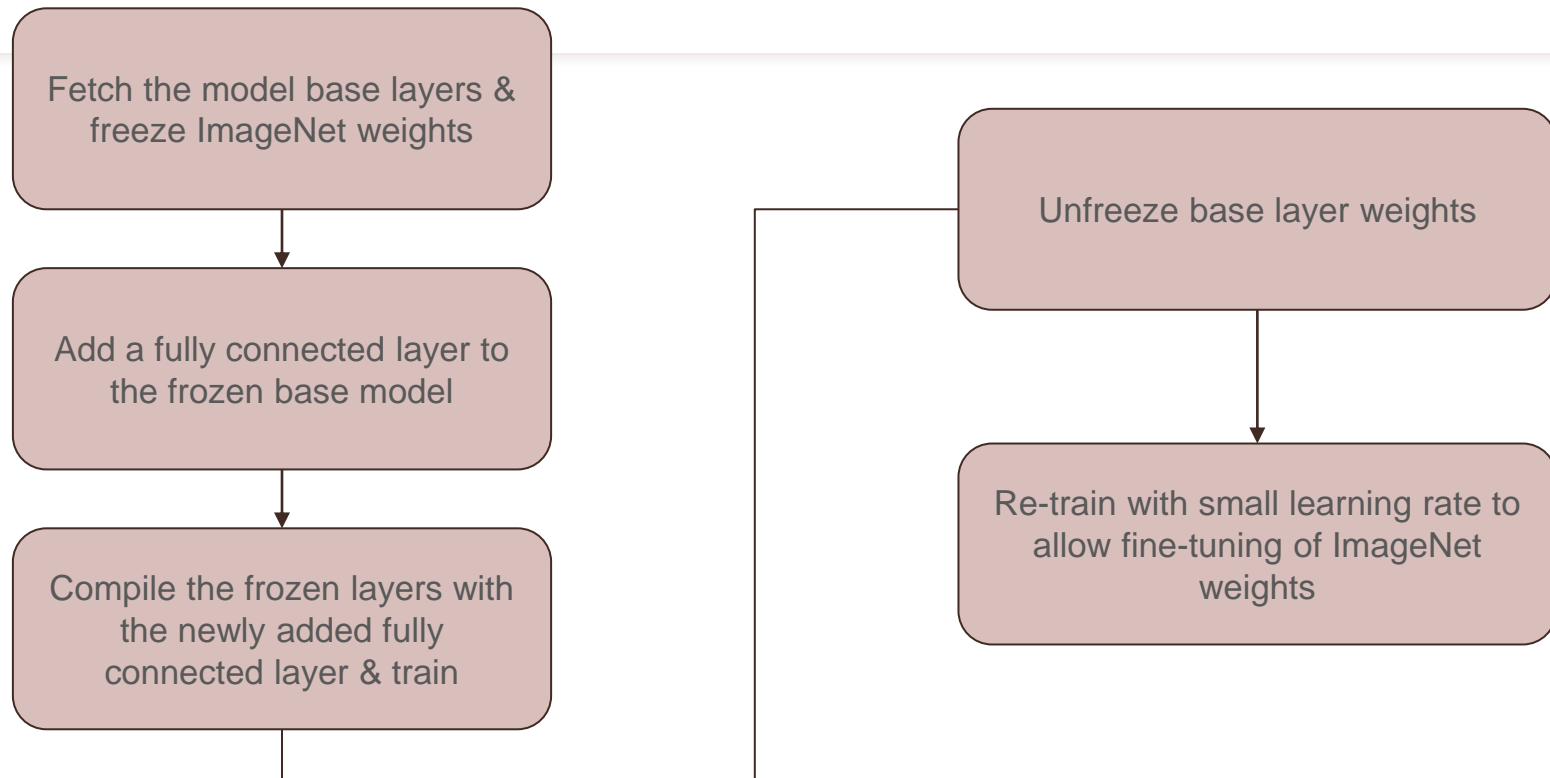 Fetch the model base layers &
freeze ImageNet weights
Add a fully connected layer to
the frozen base model
Compile the frozen layers with
the newly added fully
connected layer & train
Unfreeze base layer weights
Re-train with small learning rate to
allow fine-tuning of ImageNet
weights